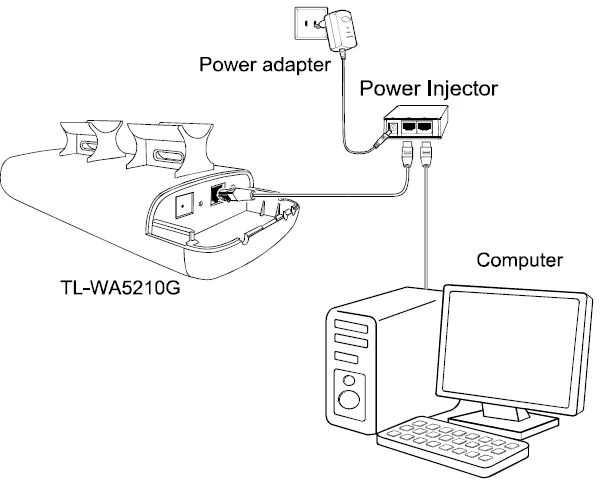 Power adapter
Power Injector
TL-WA5210G
Computer